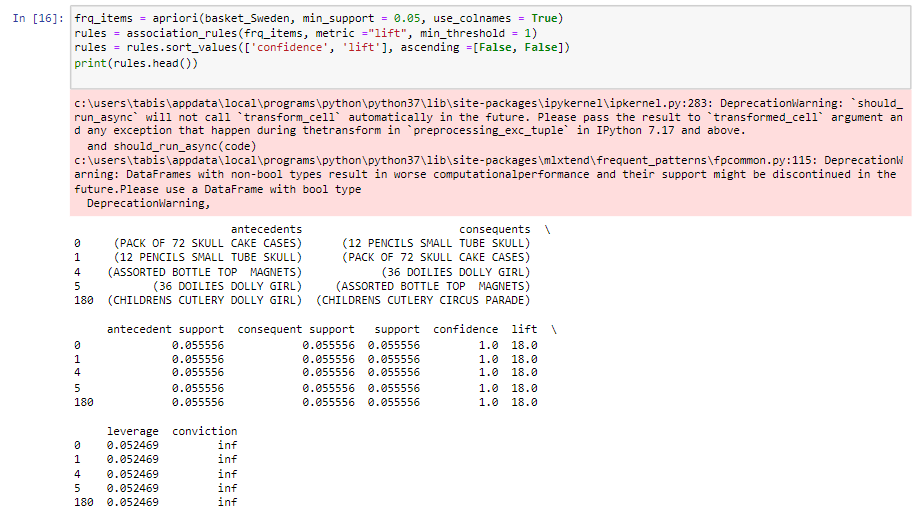 In [16]: frq_items = apriori(basket_Sweden, min_support = 0.05, use_colnames = True)
rules = association_rules(frq_items, metric ="lift", min_threshold = 1)
rules = rules.sort_values(['confidence', 'lift'], ascending =[False, False])
print(rules.head())
c:\users\tabis\appdata\local\programs\python\python37\lib\site-packages\ipykernel\ipkernel.py:283: DeprecationWarning: `should_
run_async` will not call `transform_cell` automatically in the future. Please pass the result to `transformed_cell` argument an
d any exception that happen during thetransform in `preprocessing_exc_tuple` in IPython 7.17 and above.
and should_run_async(code)
c:\users\tabis\appdata\local\programs\python\python37\lib\site-packages\mlxtend\frequent_patterns\fpcommon.py:115: DeprecationW
arning: DataFrames with non-bool types result in worse computationalperformance and their support might be discontinued in the
future.Please use a DataFrame with bool type
DeprecationWarning,
antecedents consequents \
0 (PACK OF 72 SKULL CAKE CASES) (12 PENCILS SMALL TUBE SKULL)
1 (12 PENCILS SMALL TUBE SKULL) (PACK OF 72 SKULL CAKE CASES)
4 (ASSORTED BOTTLE TOP  MAGNETS) (36 DOILIES DOLLY GIRL)
5 (36 DOILIES DOLLY GIRL) (ASSORTED BOTTLE TOP  MAGNETS)
180 (CHILDRENS CUTLERY DOLLY GIRL) (CHILDRENS CUTLERY CIRCUS PARADE)
antecedent support consequent support support confidence lift \
0 0.055556 0.055556 0.055556 1.0 18.0
1 0.055556 0.055556 0.055556 1.0 18.0
4 0.055556 0.055556 0.055556 1.0 18.0
5 0.055556 0.055556 0.055556 1.0 18.0
180 0.055556 0.055556 0.055556 1.0 18.0
leverage conviction
0 0.052469 inf
1 0.052469 inf
4 0.052469 inf
5 0.052469 inf
180 0.052469 inf